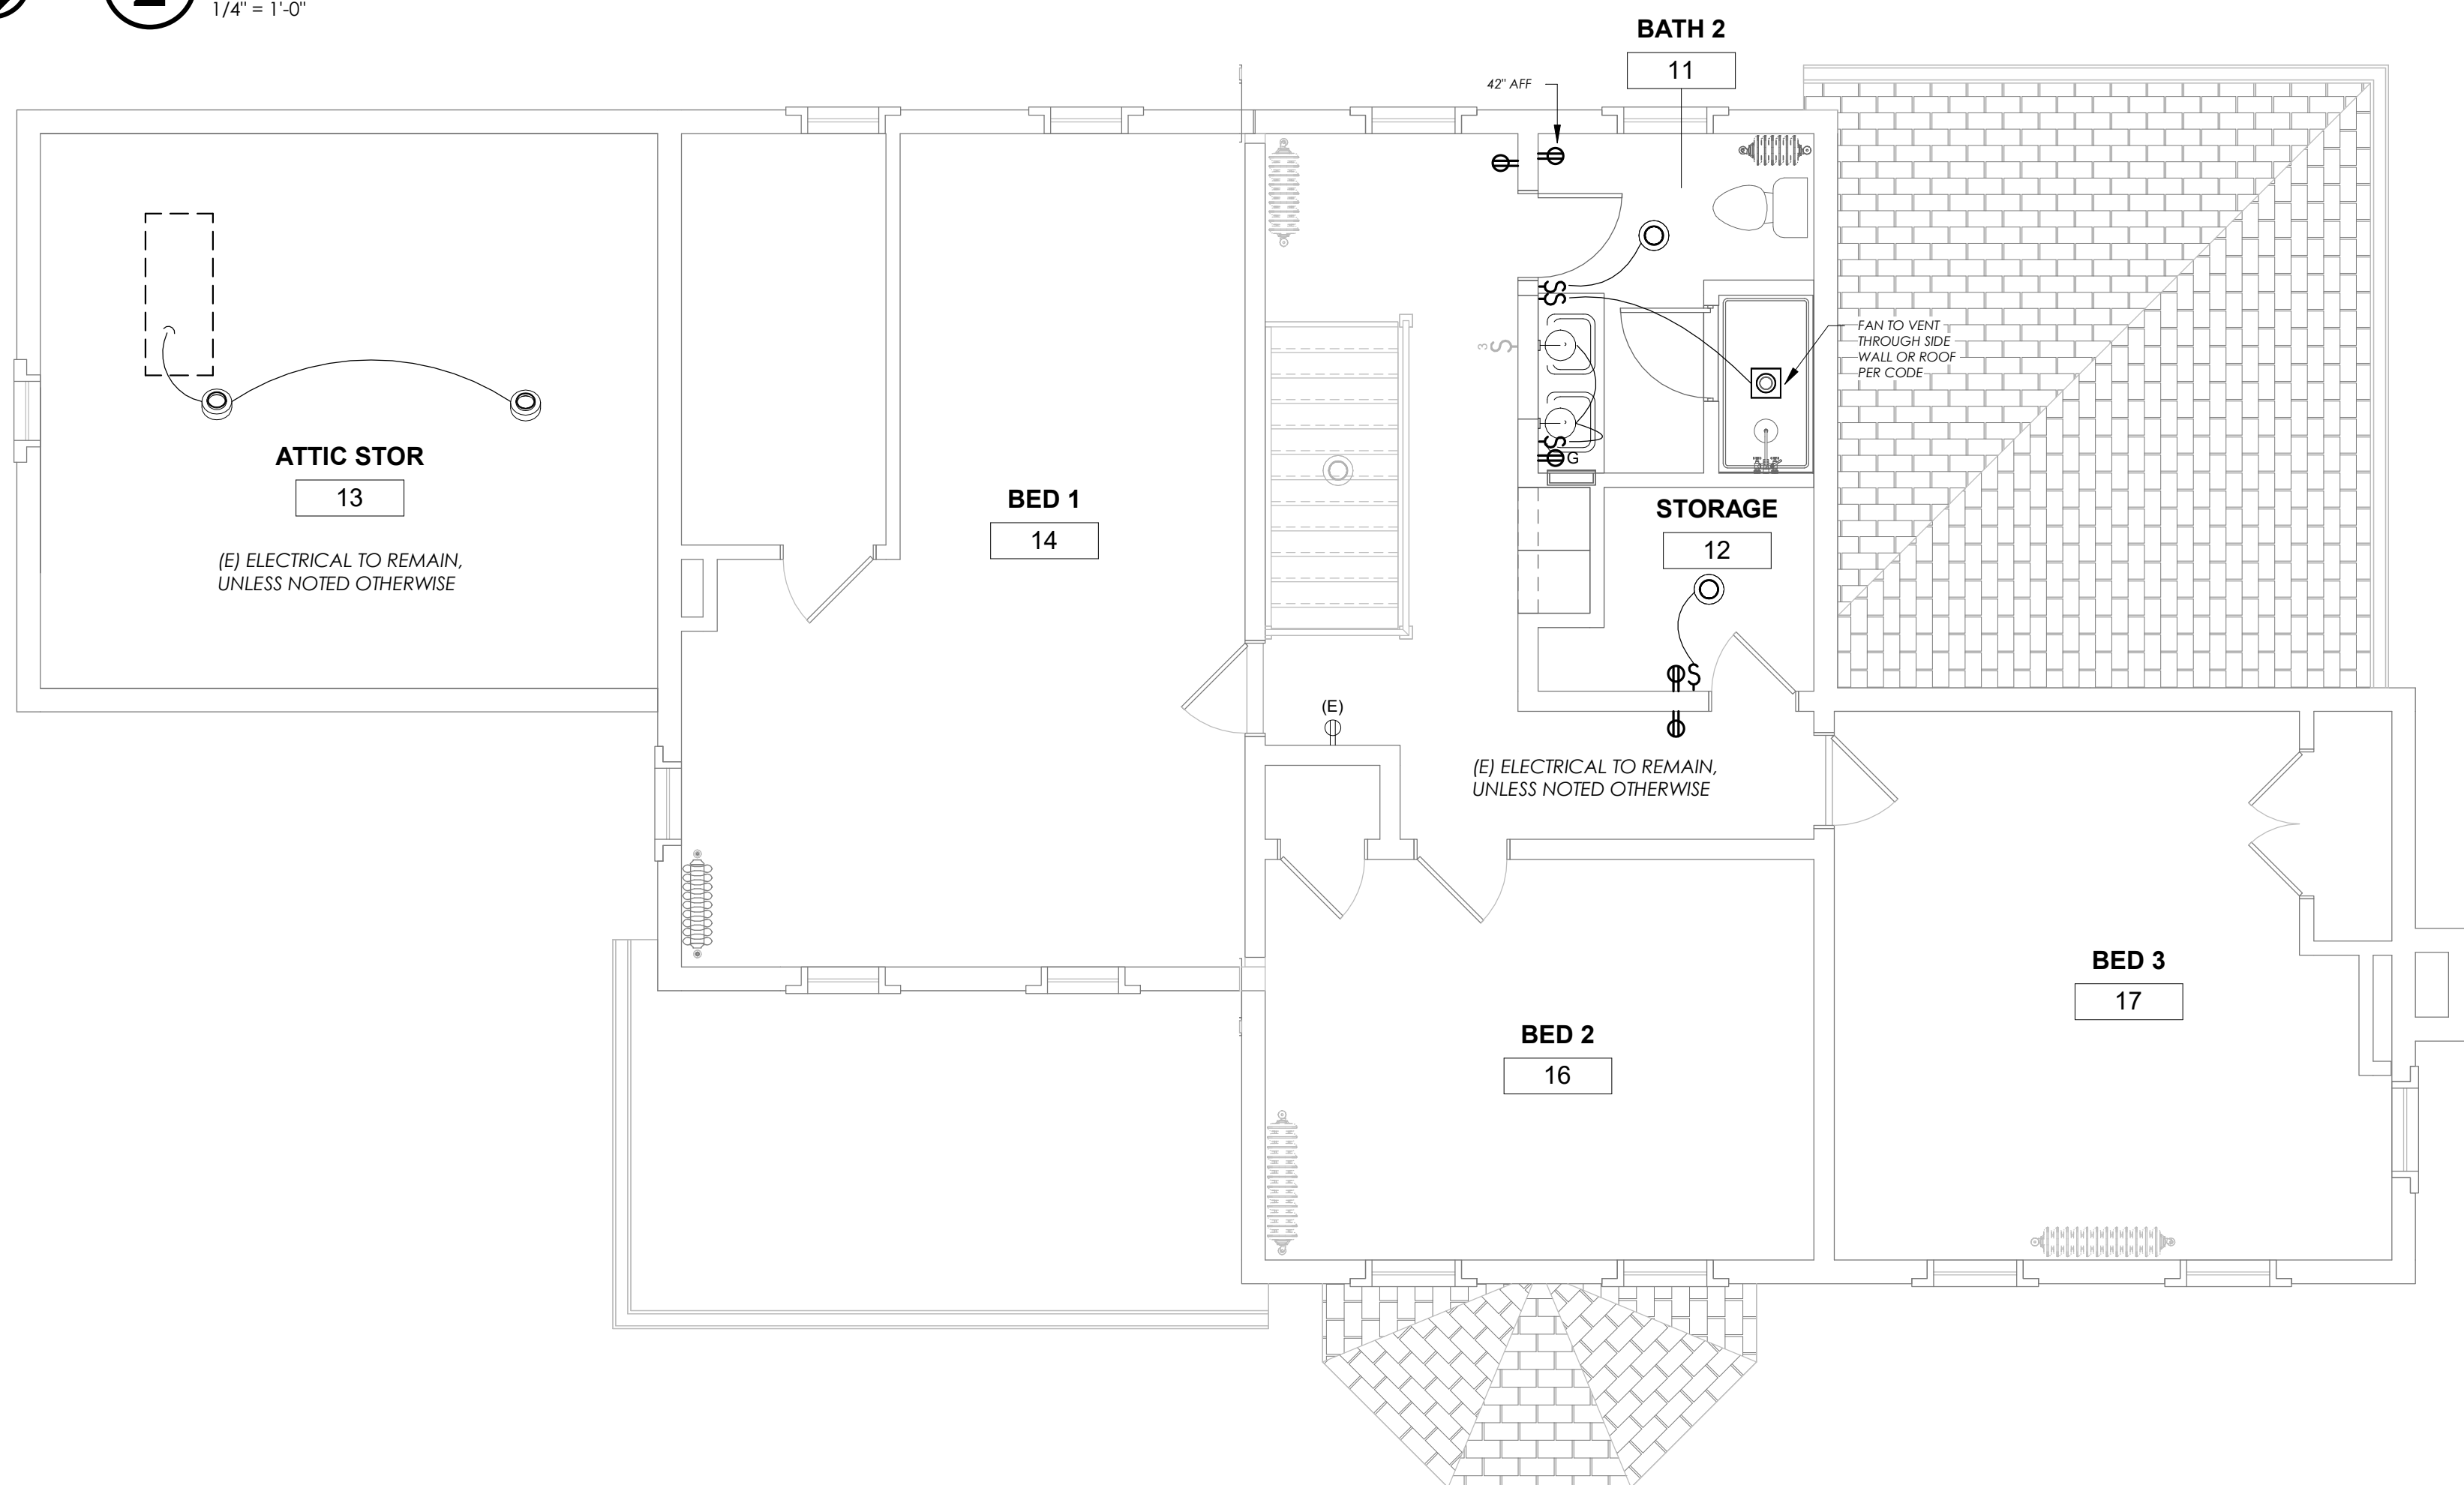 1/4" = 1'-0"
BATH 2
11
42" AFF
FAN TO VENT
THROUGH SIDE
WALL OR ROOF
PER CODE
3
S
S
S
S
G
ATTIC STOR
13
(E) ELECTRICAL TO REMAIN,
UNLESS NOTED OTHERWISE
BED 1
14
STORAGE
12
S
(E)
(E) ELECTRICAL TO REMAIN,
UNLESS NOTED OTHERWISE
BED 2
16
BED 3
17